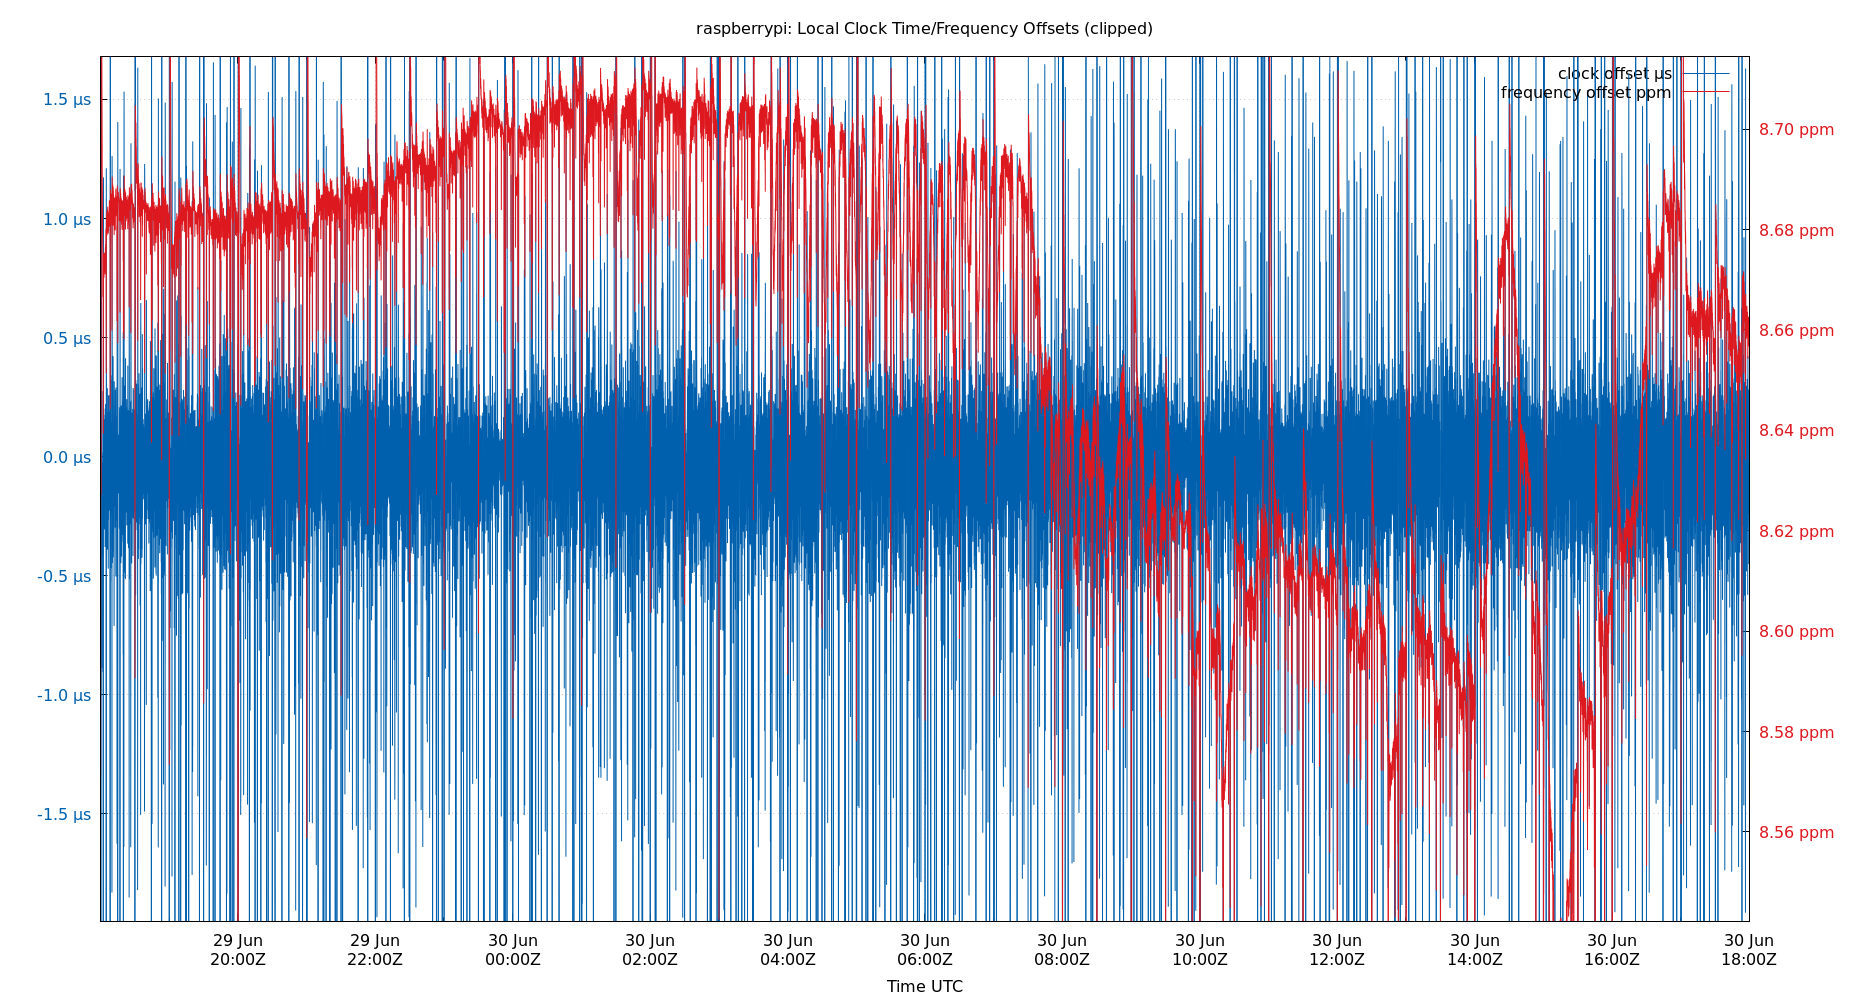 raspberrypi: Local Clock Time/Frequency Offsets (clipped)
clock offset µs
frequency offset ppm
1.5 µs
1.0 µs
0.5 µs
0.0 µs
-0.5 µs
-1.0 µs
-1.5 µs
8.70 ppm
8.68 ppm
8.66 ppm
8.64 ppm
8.62 ppm
8.60 ppm
8.58 ppm
8.56 ppm
29 Jun 29 Jun 30 Jun 30 Jun 30 Jun 30 Jun 30 Jun 30 Jun 30 Jun 30 Jun 30 Jun 30 Jun
20:00Z 22:00Z 00:00Z 02:00Z 04:00Z 06:00Z 08:00Z 10:00Z 12:00Z 14:00Z 16:00Z 18:00Z
Time UTC